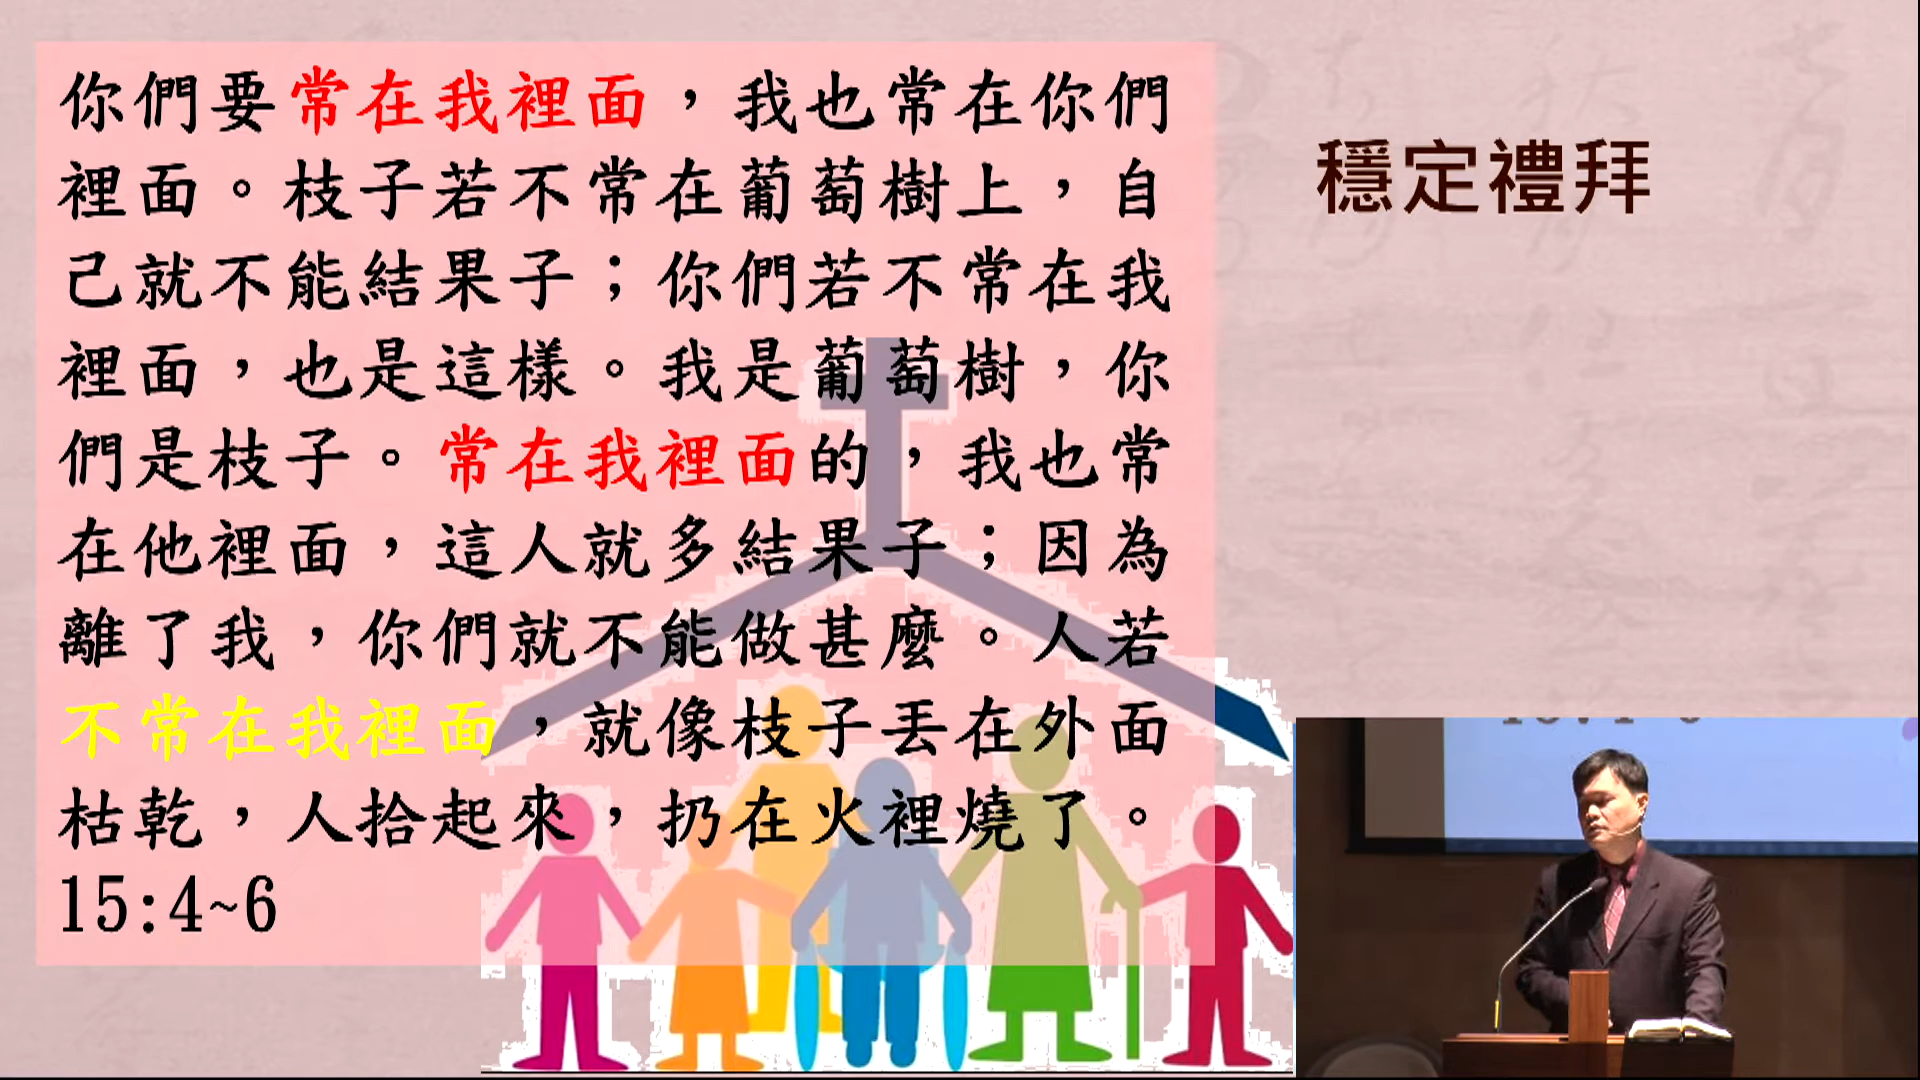 你們要常在我裡面，我也常在你們
裡面。枝子若不常在葡萄樹上，自
己就不能結果子；你們若不常在我
裡面，也是這樣。我是葡萄樹，你
們是枝子。常在我裡面的，我也常
在他裡面，這人就多結果子；因為
離了我，你們就不能做甚麼。人若
不常在我裡面，就像枝子丟在外面
枯乾，人拾起來，扔在火裡燒了。
15:4~6
穩定禮拜